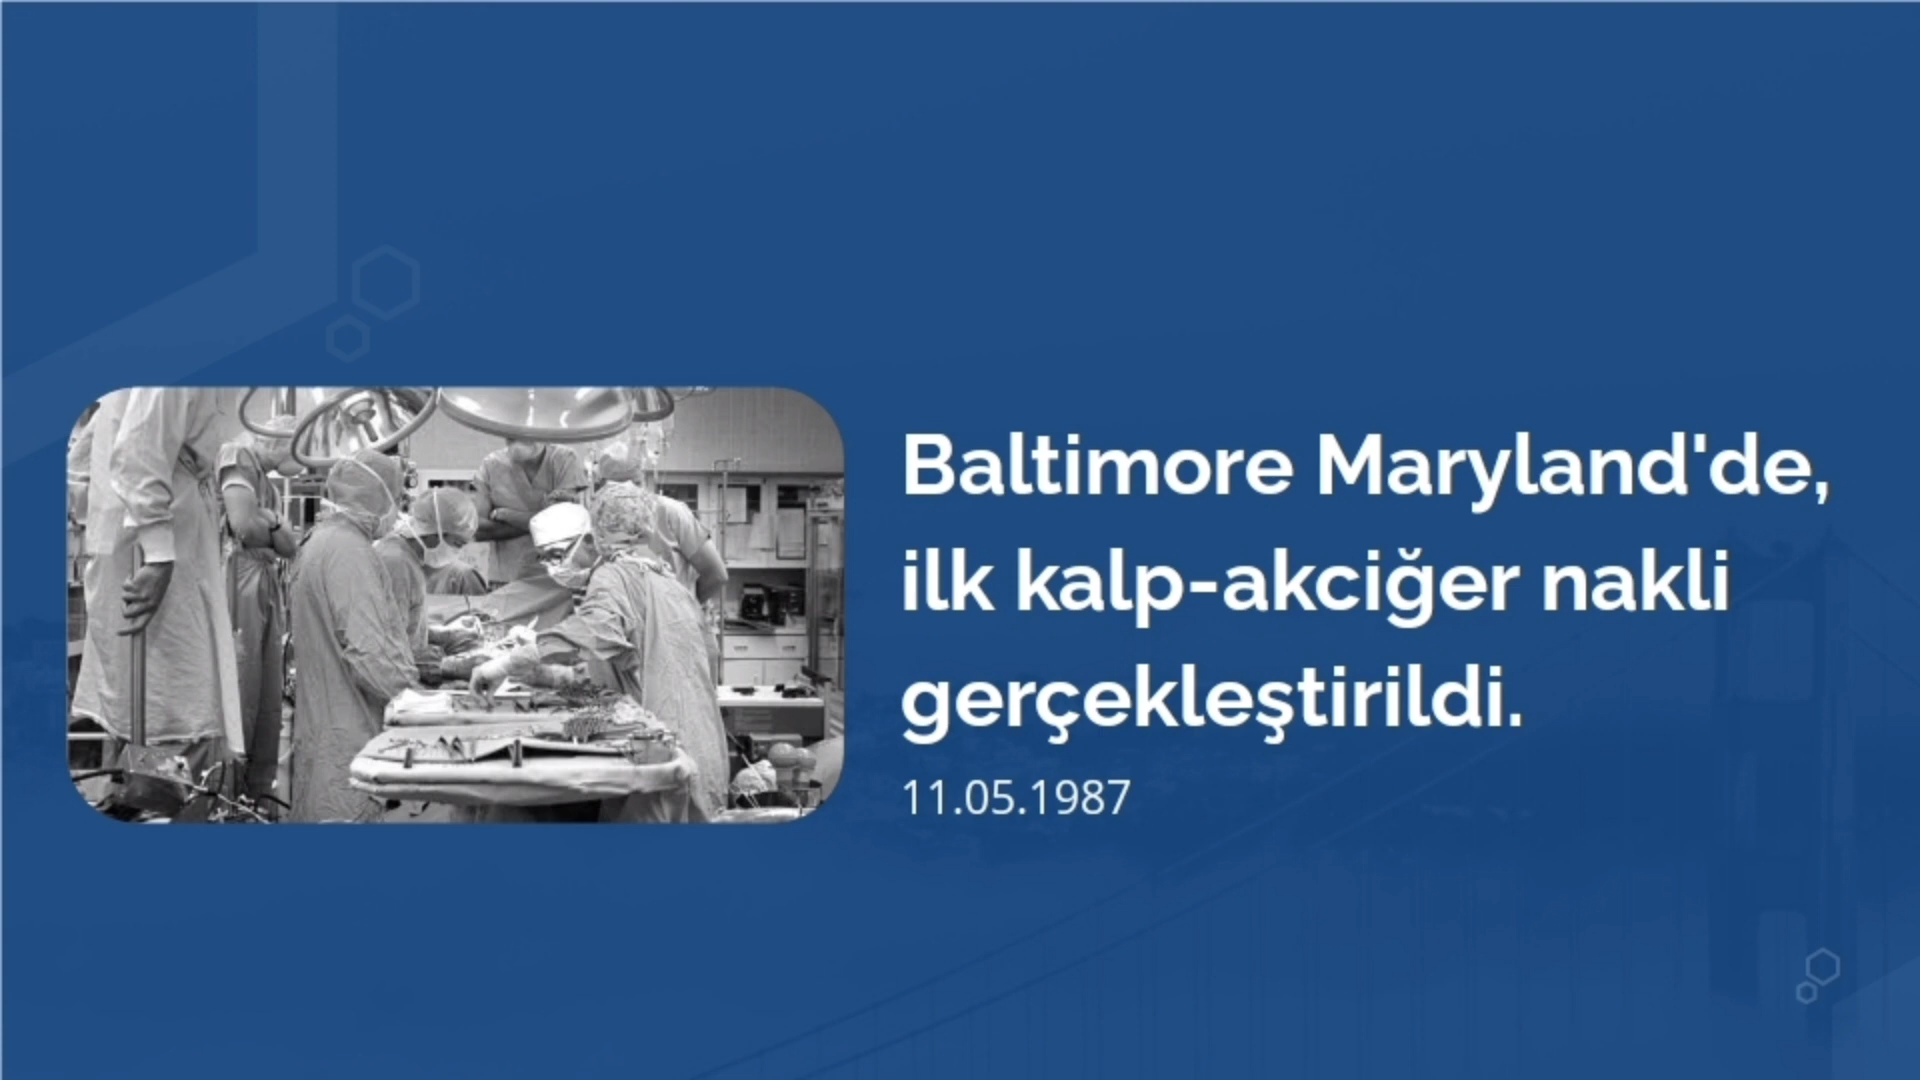 Baltimore Maryland'de,
ilk kalp-akciğer nakli
gerçekleştirildi.
11.05.1987